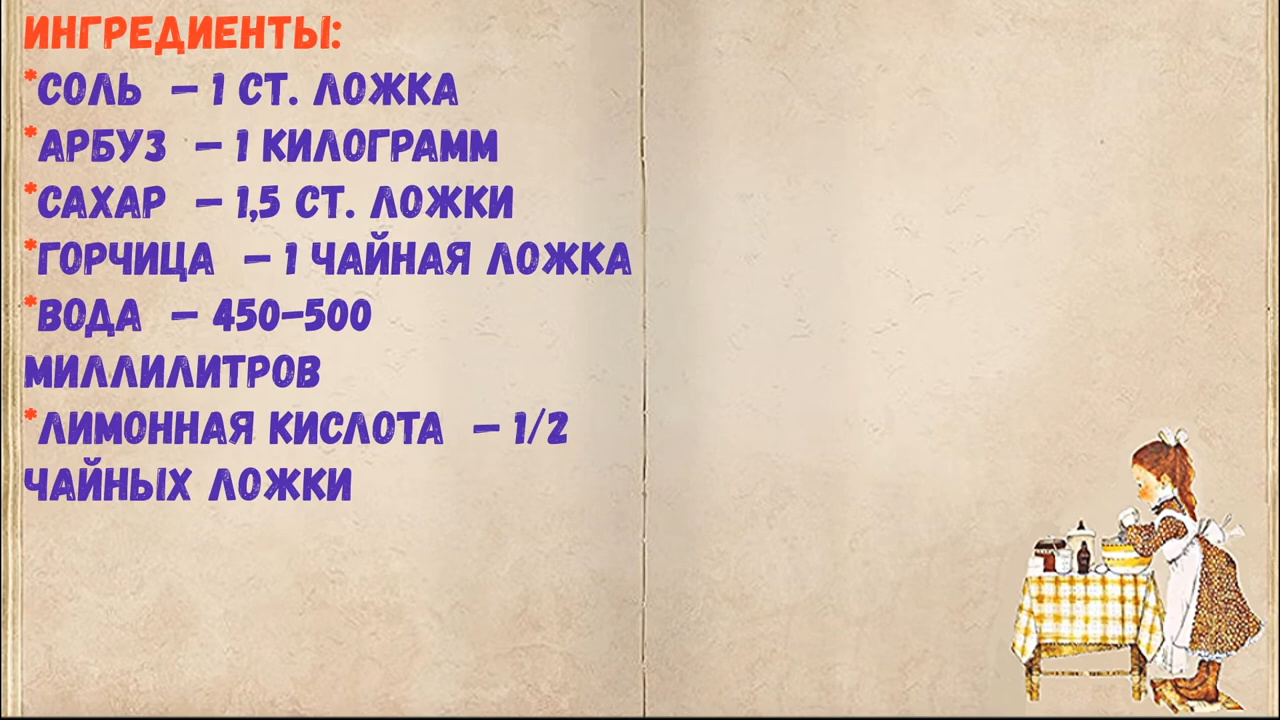 ИНГРЕДИЕНТЫ:
*СОЛЬ – 1 СТ. ЛОЖКА
*АРБУЗ – 1 КИЛОГРАММ
*САХАР – 1,5 СТ. ЛОЖКИ
*ГОРЧИЦА – 1 ЧАЙНАЯ ЛОЖКА
*ВОДА – 450-500
МИЛЛИЛИТРОВ
*ЛИМОННАЯ КИСЛОТА – 1/2
ЧАЙНЫХ ЛОЖКИ